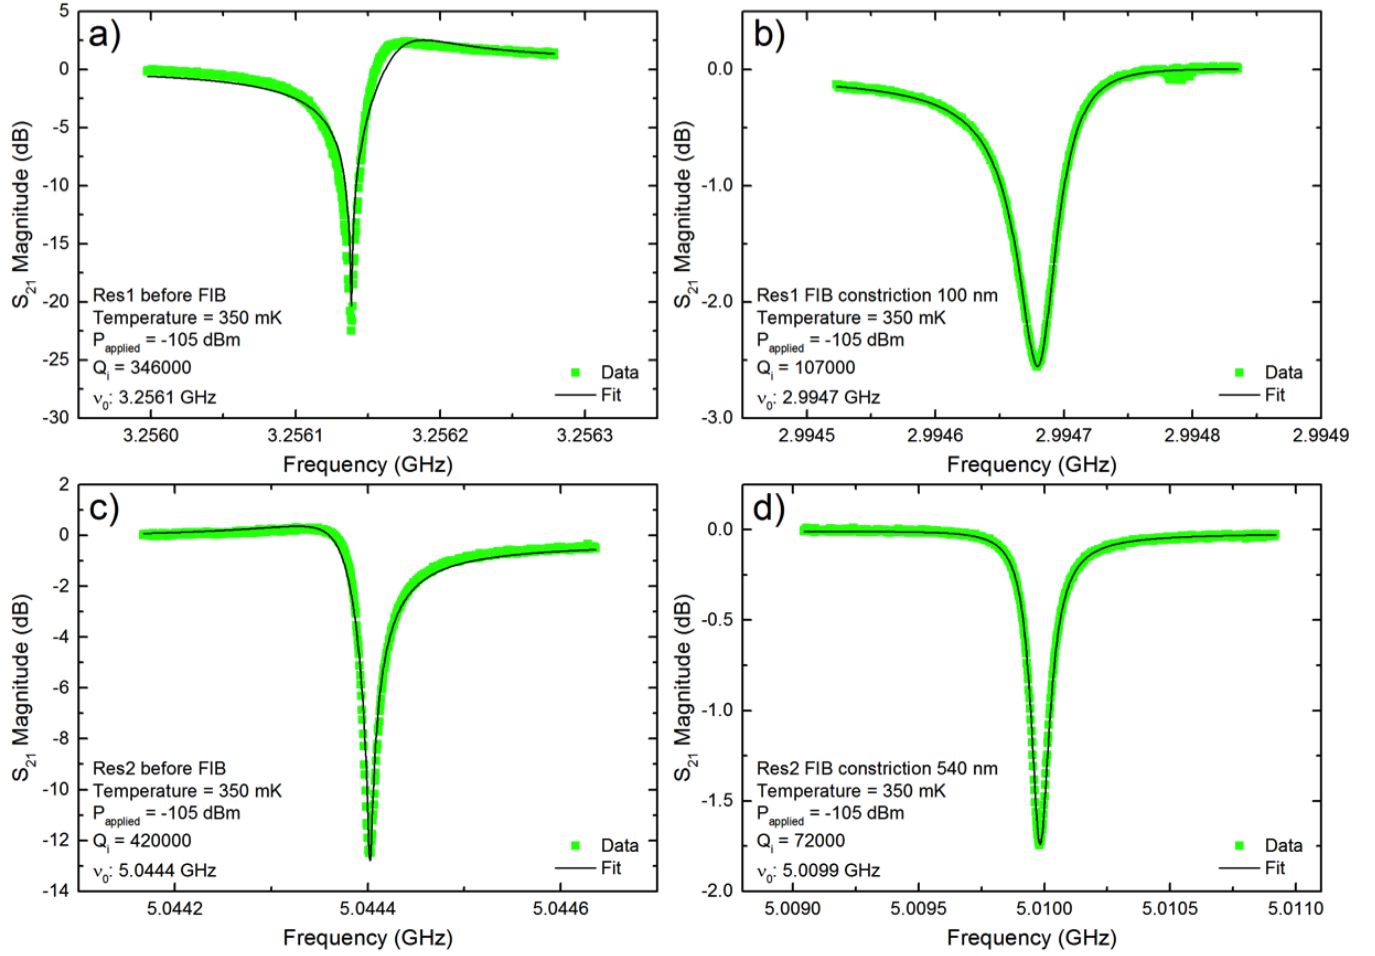 a)
5
0
-5
-10
-15
-20
-25
-30
S21 Magnitude (dB)
Res1 before FIB
Temperature = 350 mK
Papplied = -105 dBm
Qi = 346000
ν0: 3.2561 GHz
Data
Fit
3.2560 3.2561 3.2562 3.2563
Frequency (GHz)
b)
0.0
-1.0
-2.0
-3.0
S21 Magnitude (dB)
Res1 FIB constriction 100 nm
Temperature = 350 mK
Papplied = -105 dBm
Qi = 107000
ν0: 2.9947 GHz
Data
Fit
2.9945 2.9946 2.9947 2.9948 2.9949
Frequency (GHz)
c)
2
0
-2
-4
-6
-8
-10
-12
-14
S21 Magnitude (dB)
Res2 before FIB
Temperature = 350 mK
Papplied = -105 dBm
Qi = 420000
ν0: 5.0444 GHz
Data
Fit
5.0442 5.0444 5.0446
Frequency (GHz)
d)
0.0
-0.5
-1.0
-1.5
-2.0
S21 Magnitude (dB)
Res2 FIB constriction 540 nm
Temperature = 350 mK
Papplied = -105 dBm
Qi = 72000
ν0: 5.0099 GHz
Data
Fit
5.0090 5.0095 5.0100 5.0105 5.0110
Frequency (GHz)